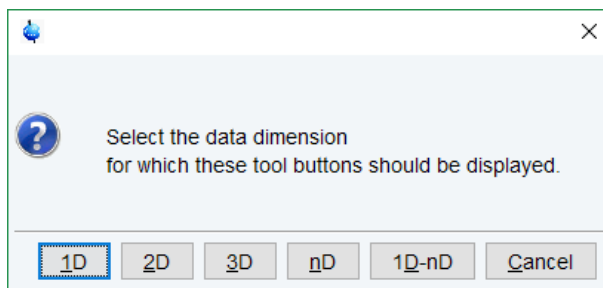 Select the data dimension
for which these tool buttons should be displayed.
1D 2D 3D nD 1D-nD Cancel